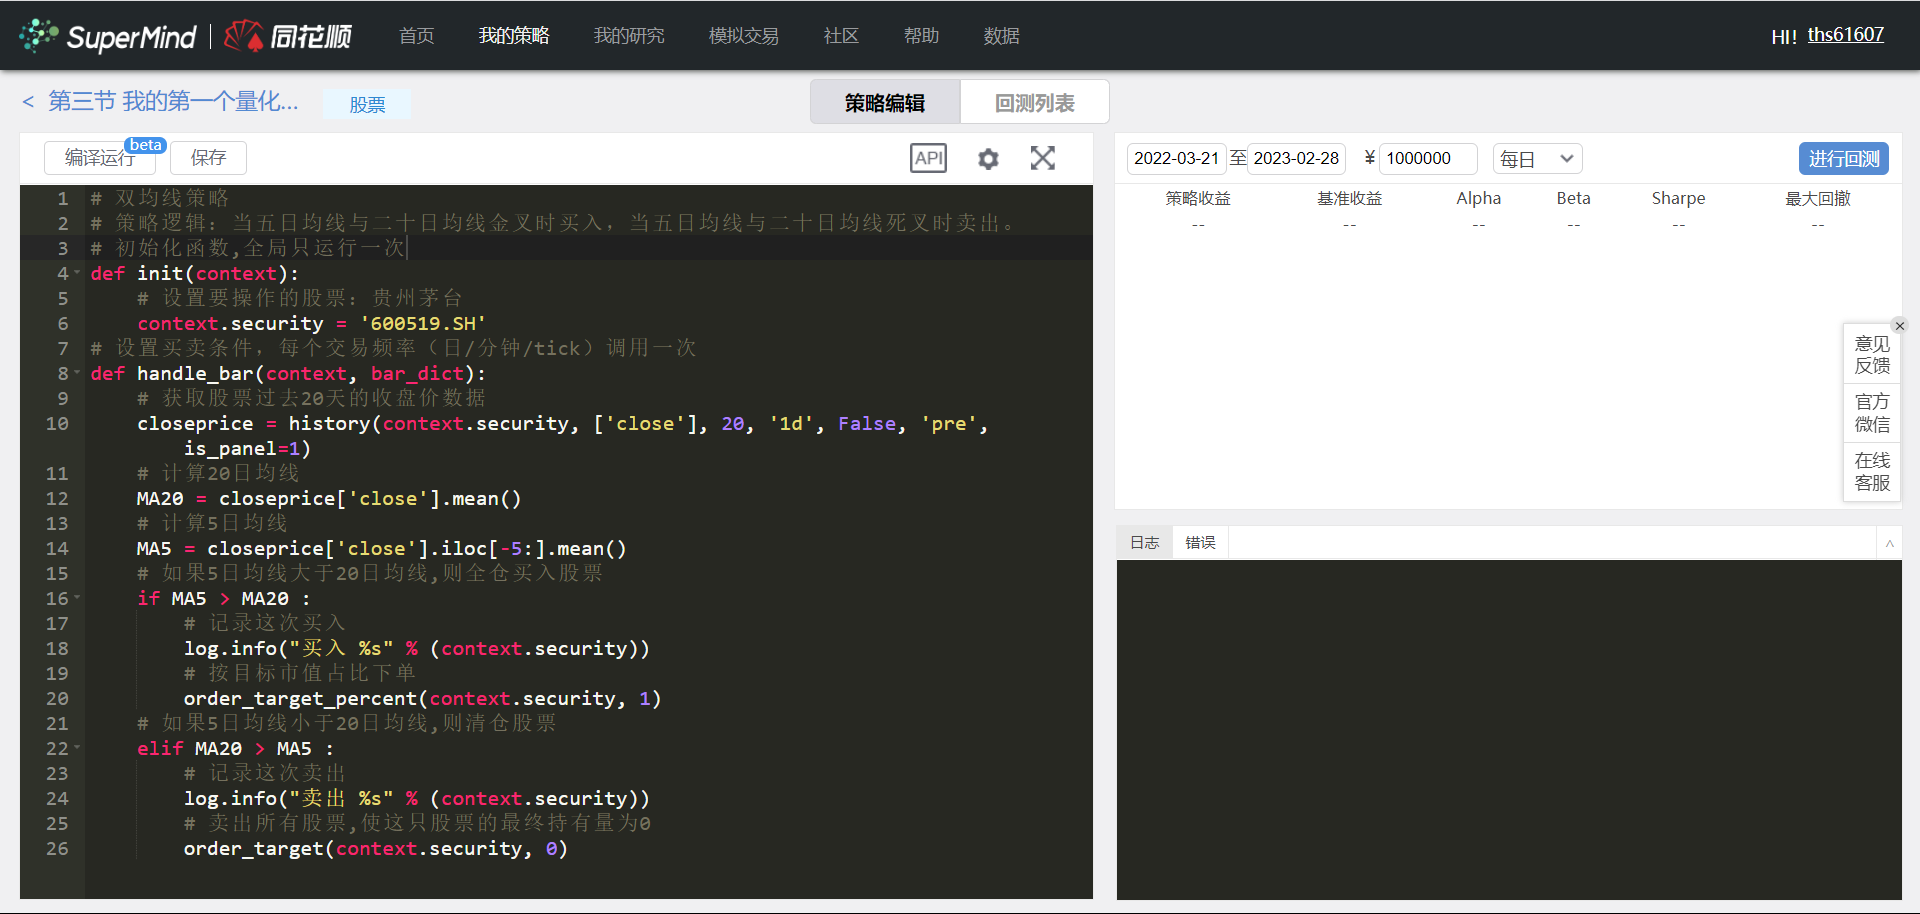 SuperMind | 同花顺 首页 我的策略 我的研究 模拟交易 社区 帮助 数据 HI! ths61607
< 第三节 我的第一个量化... 股票 策略编辑 回测列表
编译运行 beta 保存 API
1 # 双均线策略
2 # 策略逻辑：当五日均线与二十日均线金叉时买入，当五日均线与二十日均线死叉时卖出。
3 # 初始化函数,全局只运行一次
4 def init(context):
5 # 设置要操作的股票：贵州茅台
6 context.security = '600519.SH'
7 # 设置买卖条件，每个交易频率（日/分钟/tick）调用一次
8 def handle_bar(context, bar_dict):
9 # 获取股票过去20天的收盘价数据
10 closeprice = history(context.security, ['close'], 20, '1d', False, 'pre',
is_panel=1)
11 # 计算20日均线
12 MA20 = closeprice['close'].mean()
13 # 计算5日均线
14 MA5 = closeprice['close'].iloc[-5:].mean()
15 # 如果5日均线大于20日均线,则全仓买入股票
16 if MA5 > MA20 :
17 # 记录这次买入
18 log.info("买入 %s" % (context.security))
19 # 按目标市值占比下单
20 order_target_percent(context.security, 1)
21 # 如果5日均线小于20日均线,则清仓股票
22 elif MA20 > MA5 :
23 # 记录这次卖出
24 log.info("卖出 %s" % (context.security))
25 # 卖出所有股票,使这只股票的最终持有量为0
26 order_target(context.security, 0)
2022-03-21 至 2023-02-28 ¥ 1000000 每日 进行回测
策略收益 基准收益 Alpha Beta Sharpe 最大回撤
-- -- -- -- -- --
意见
反馈
官方
微信
在线
客服
日志 错误